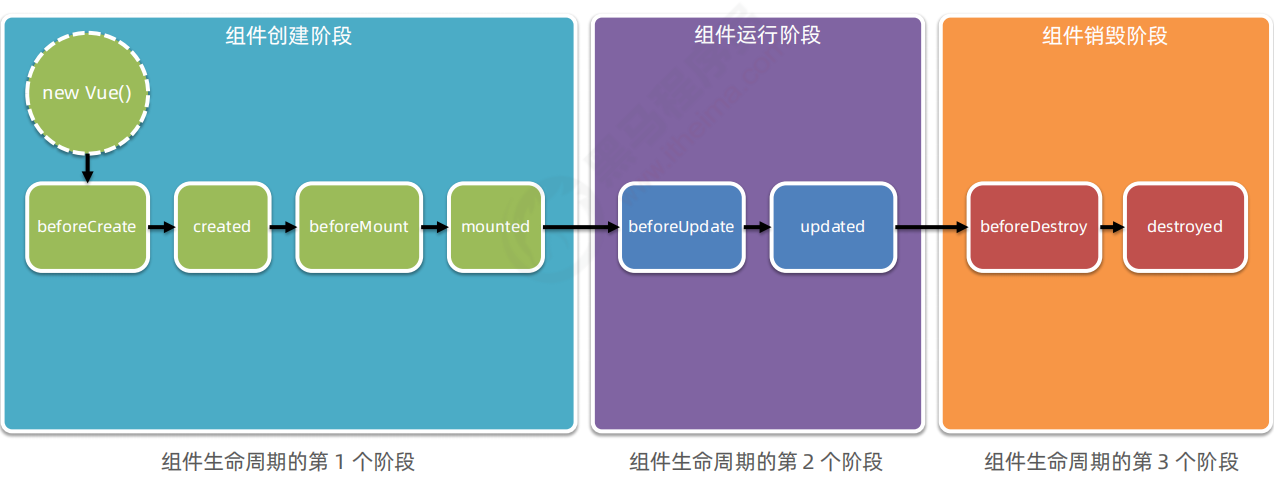 组件创建阶段
组件运行阶段
组件销毁阶段
new Vue()
beforeCreate
created
beforeMount
mounted
beforeUpdate
updated
beforeDestroy
destroyed
组件生命周期的第 1 个阶段
组件生命周期的第 2 个阶段
组件生命周期的第 3 个阶段